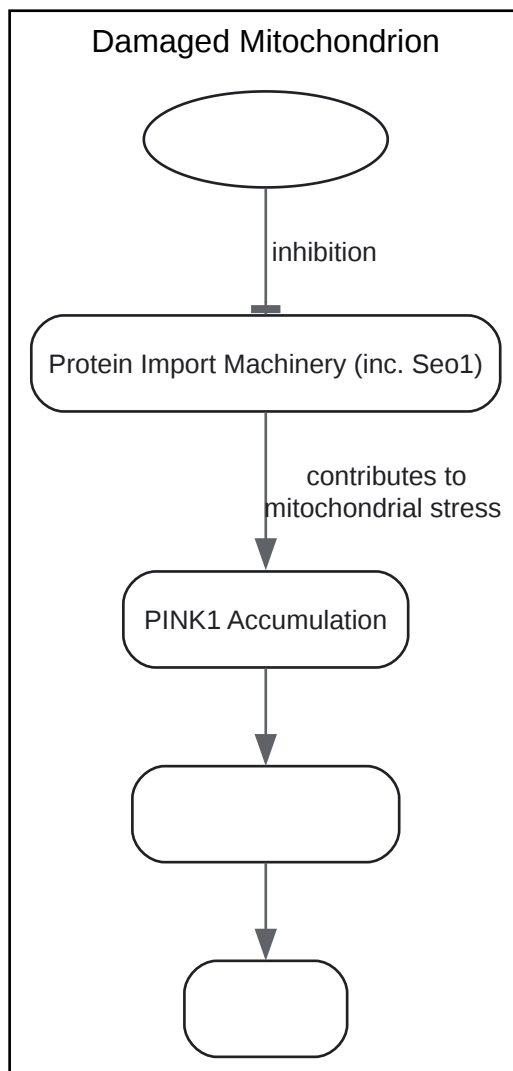 Damaged Mitochondrion
inhibition
Protein Import Machinery (inc. Seo1)
contributes to
mitochondrial stress
PINK1 Accumulation